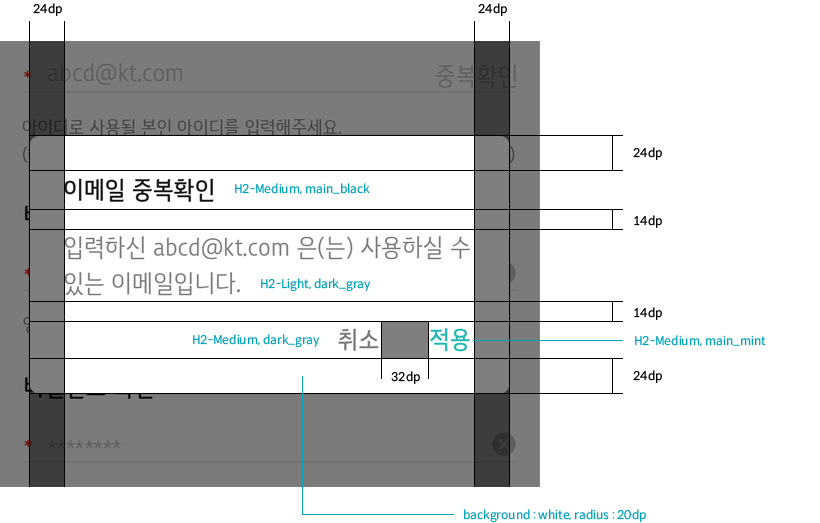 24dp
24dp
* abcd@kt.com 중복확인
아이디로 사용될 본인 아이디를 입력해주세요.
24dp
이메일 중복확인 H2-Medium, main_black
14dp
입력하신 abcd@kt.com 은(는) 사용하실 수
있는 이메일입니다. H2-Light, dark_gray
*
14dp
H2-Medium, dark_gray 취소 적용 H2-Medium, main_mint
32dp
24dp
* ********
background : white, radius : 20dp